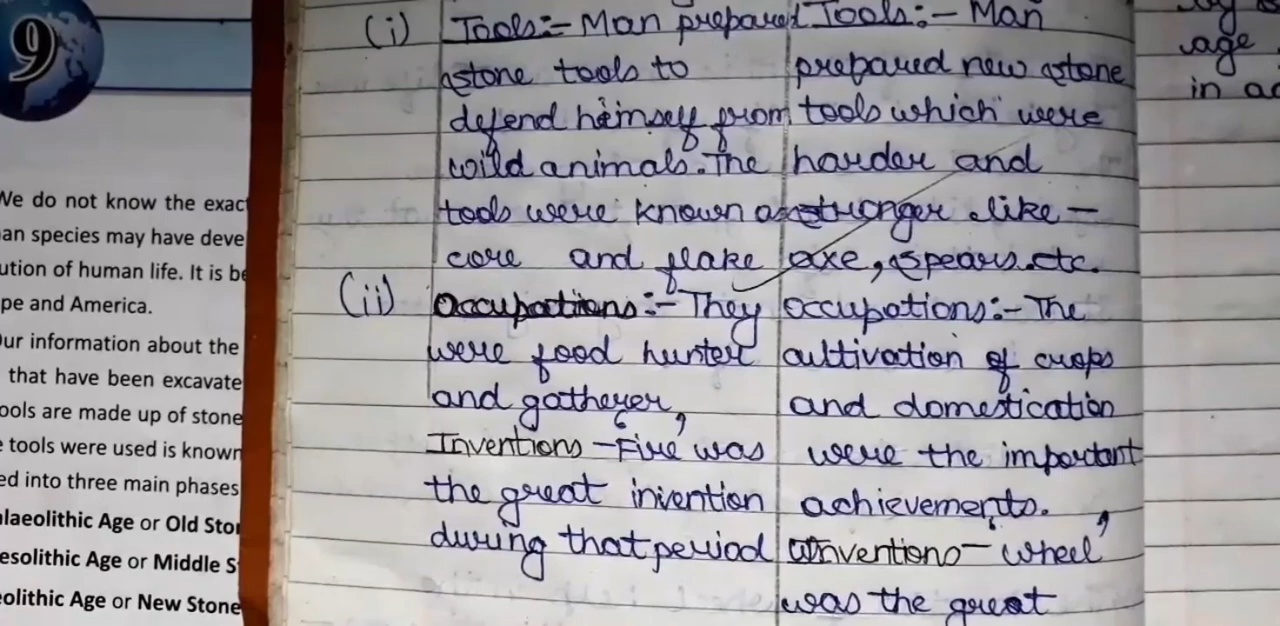 9
We do not know the exac
an species may have deve
ution of human life. It is be
pe and America.
Our information about the
that have been excavate
ools are made up of stone
e tools were used is known
ed into three main phases
alaeolithic Age or Old Sto
esolithic Age or Middle S
eolithic Age or New Stone
(i) Tools:- Man prepared
stone tools to
defend himself from
wild animals. The
tools were known as
core and flake
(ii) Occupations:- They
were food hunter
and gatherer,
Inventions - 'Fire' was
the great invention
during that period
Tools:- Man
prepared new stone
tools which were
harder and
stronger like -
axe, spears. etc.
occupations:- The
cultivation of crops
and domestication
were the important
achievements.
Inventions - 'wheel'
was the great
age
in ac